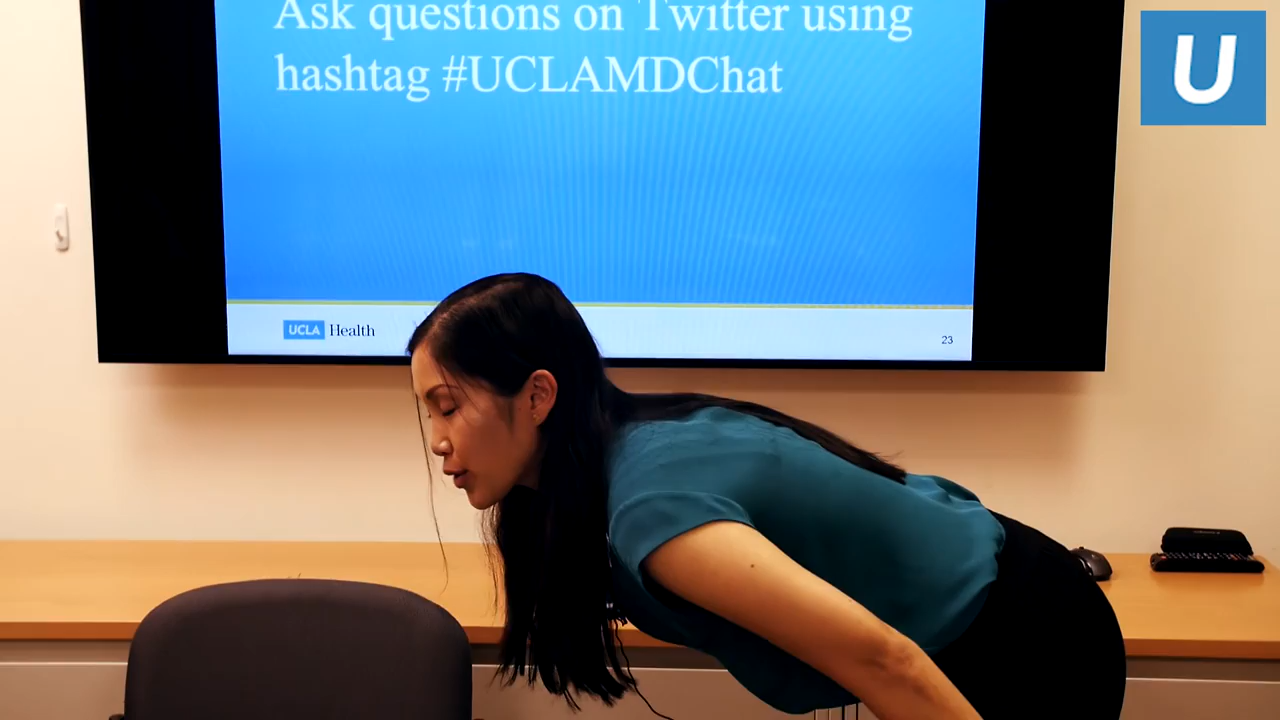 Ask questions on Twitter using
hashtag #UCLAMDChat
U
UCLA Health
23